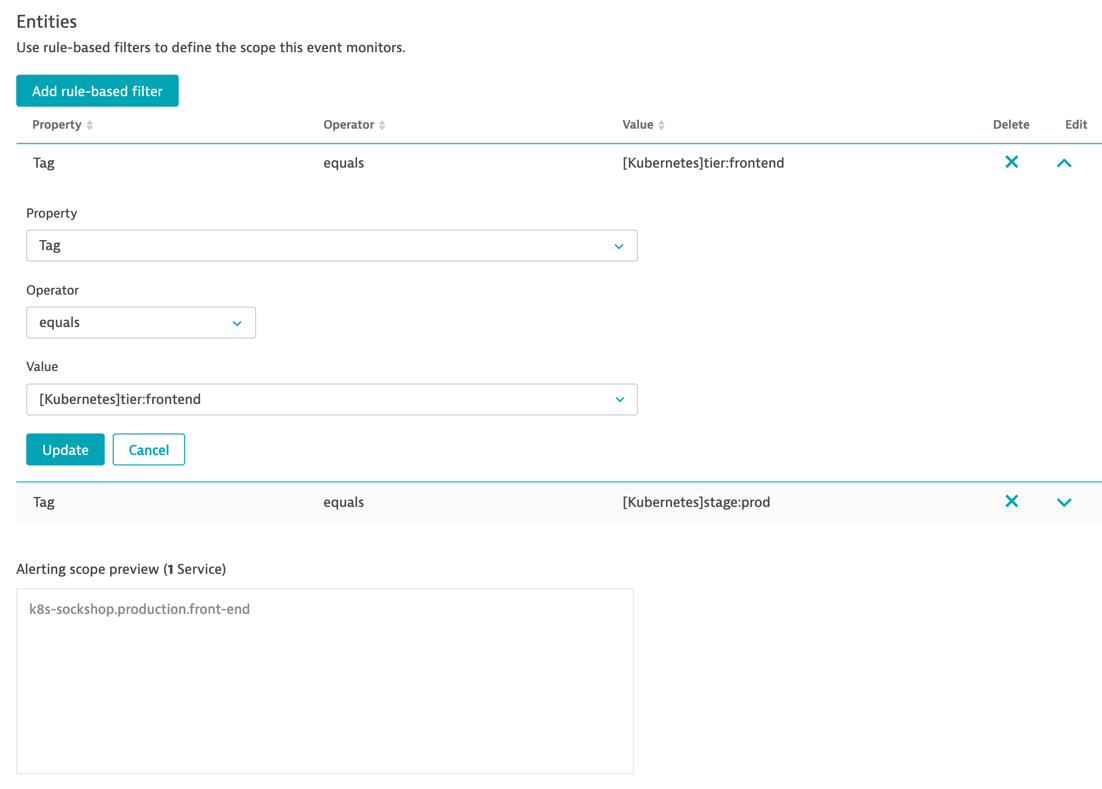 Entities
Use rule-based filters to define the scope this event monitors.
Add rule-based filter
Property Operator Value Delete Edit
Tag equals [Kubernetes]tier:frontend
Property
Tag
Operator
equals
Value
[Kubernetes]tier:frontend
Update Cancel
Tag equals [Kubernetes]stage:prod
Alerting scope preview (1 Service)
k8s-sockshop.production.front-end